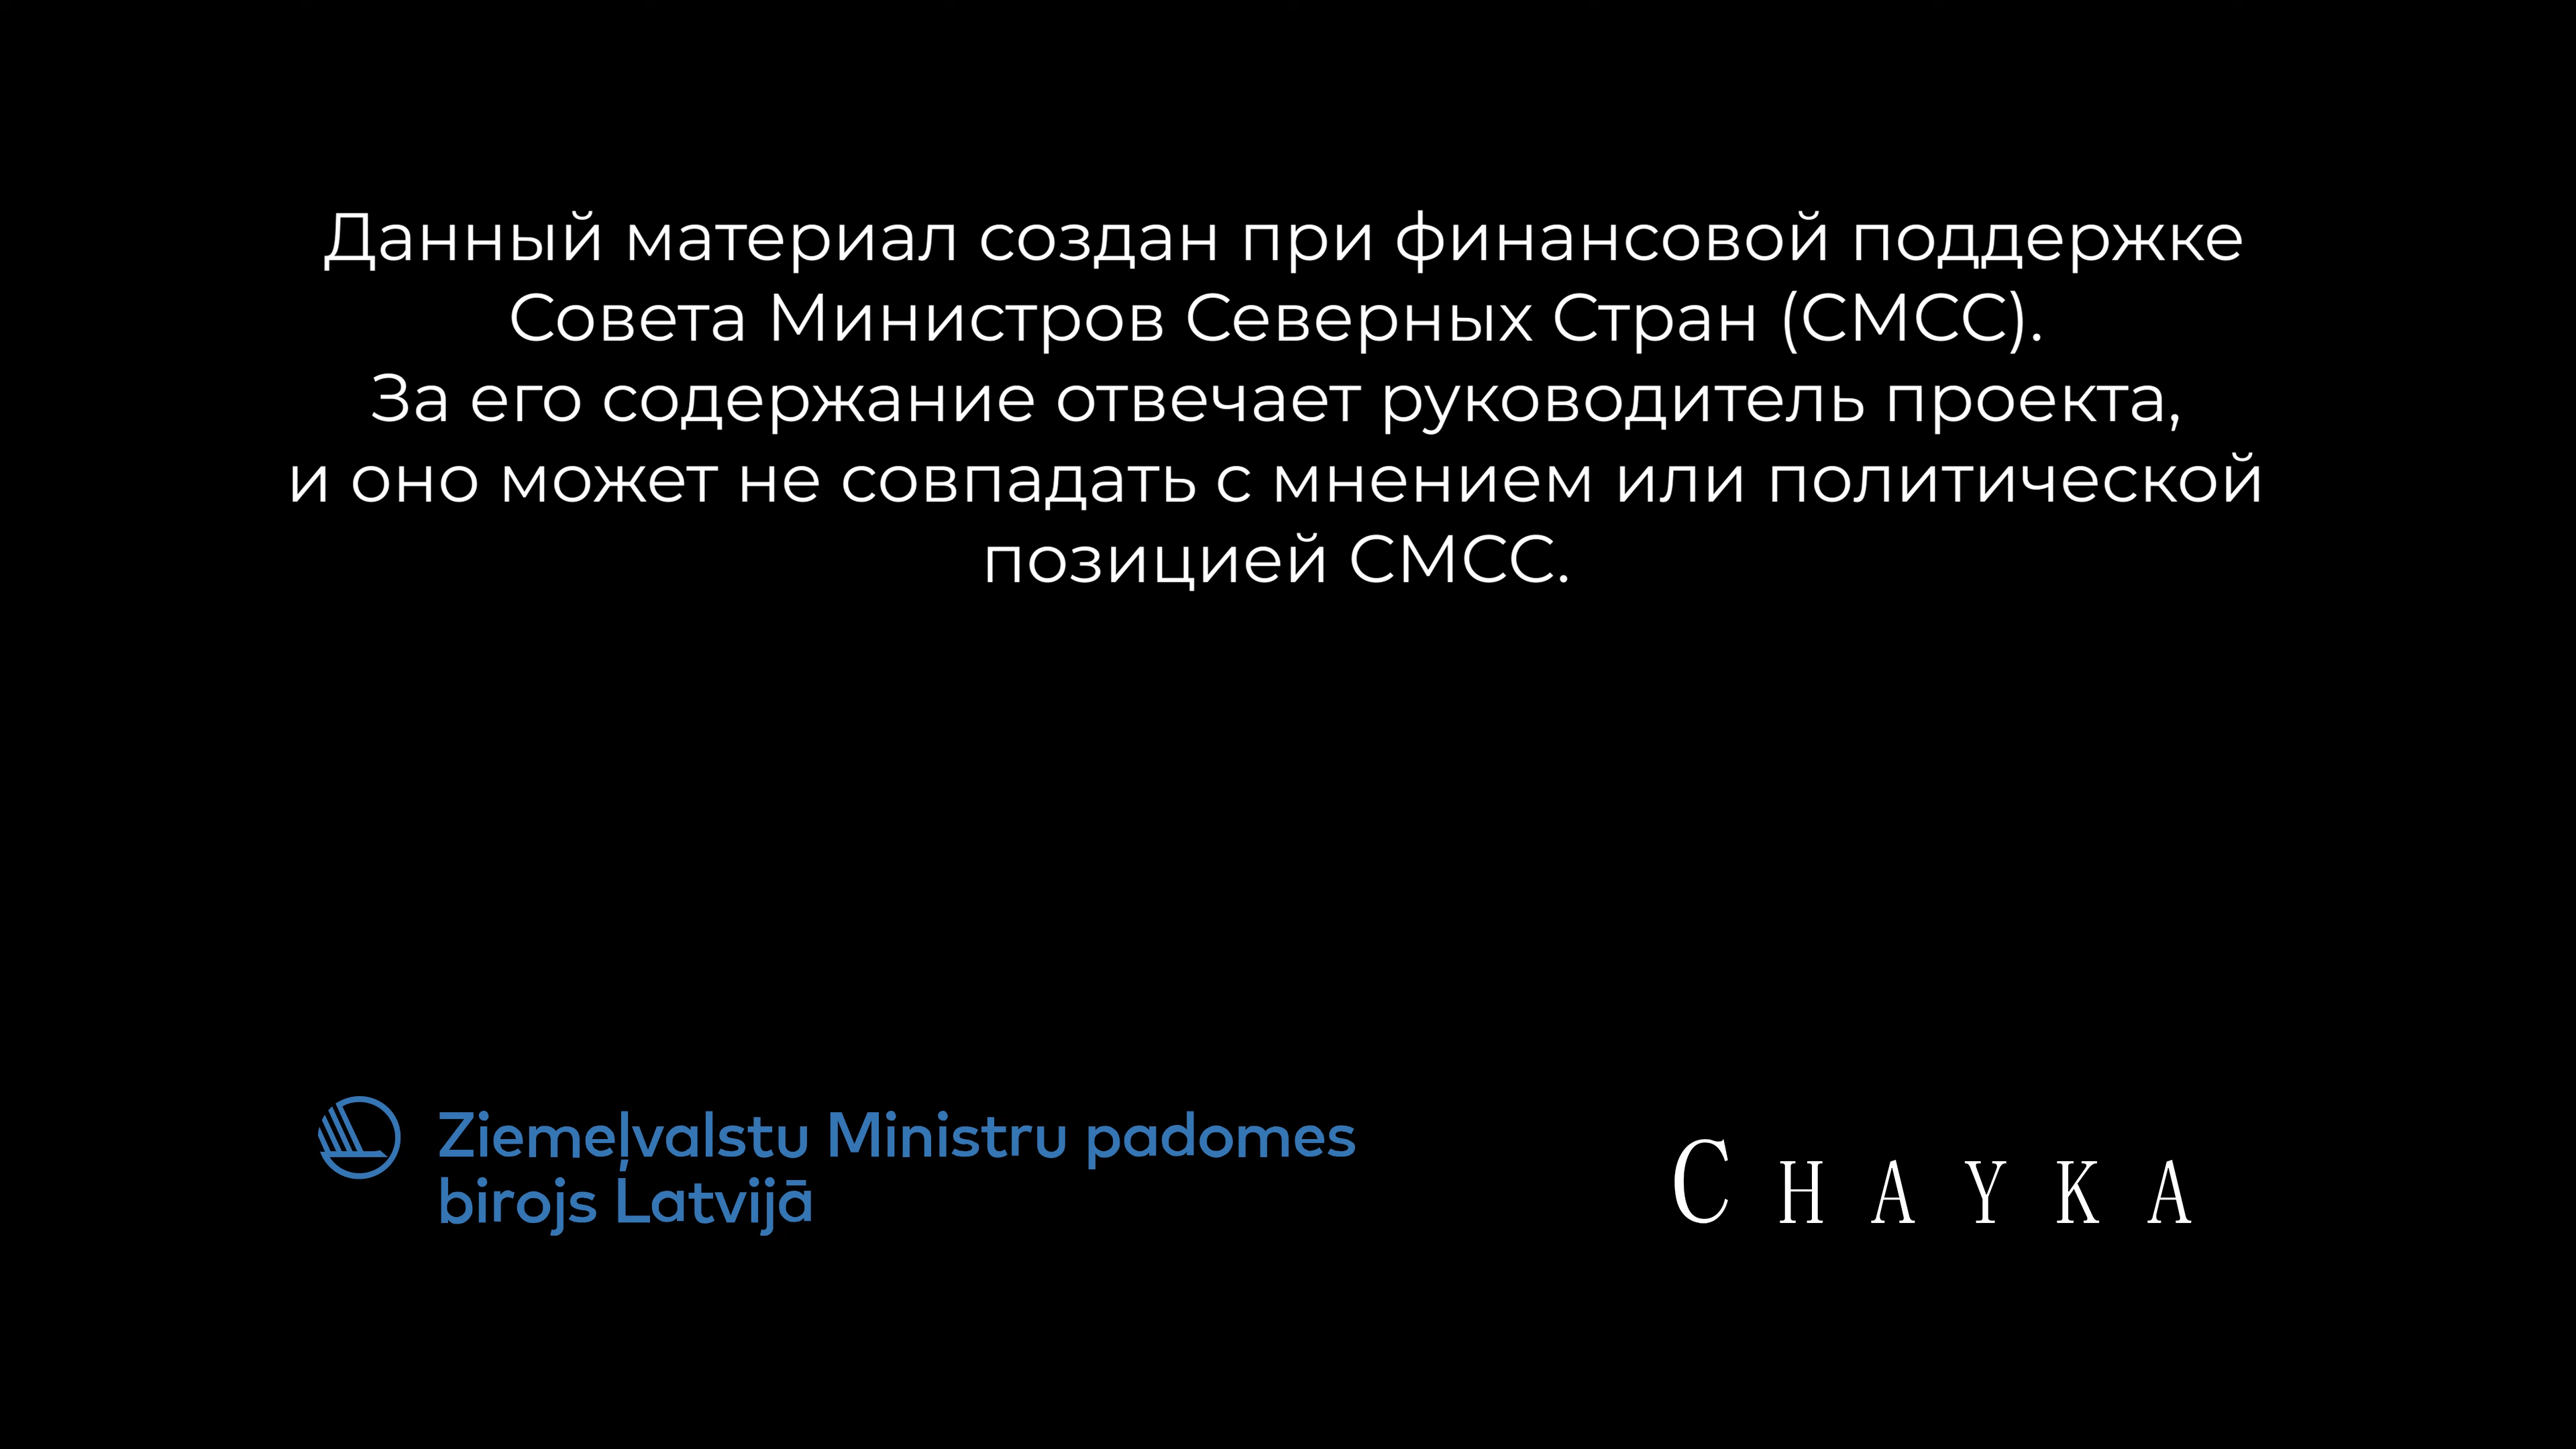 Данный материал создан при финансовой поддержке
Совета Министров Северных Стран (СМСС).
За его содержание отвечает руководитель проекта,
и оно может не совпадать с мнением или политической
позицией СМСС.
Ziemeļvalstu Ministru padomes
birojs Latvijā
CHAYKA